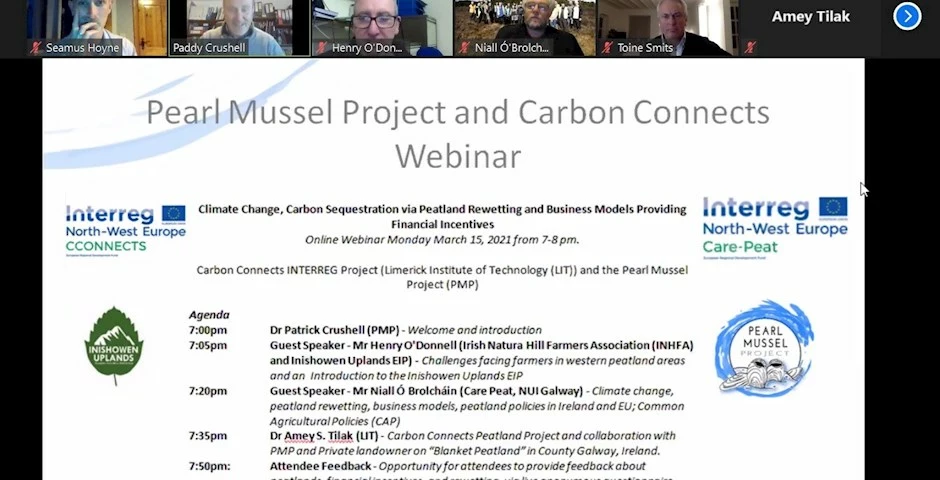 Seamus Hoyne
Paddy Crushell
Henry O'Don...
Niall Ó'Brolch...
Toine Smits
Amey Tilak
Pearl Mussel Project and Carbon Connects
Webinar
Interreg
North-West Europe
CCONNECTS
Climate Change, Carbon Sequestration via Peatland Rewetting and Business Models Providing
Financial Incentives
Online Webinar Monday March 15, 2021 from 7-8 pm.
Carbon Connects INTERREG Project (Limerick Institute of Technology (LIT)) and the Pearl Mussel
Project (PMP)
Interreg
North-West Europe
Care-Peat
European Regional Development Fund
INISHOWEN
UPLANDS
Agenda
7:00pm Dr Patrick Crushell (PMP) - Welcome and introduction
7:05pm Guest Speaker - Mr Henry O'Donnell (Irish Natura Hill Farmers Association (INHFA)
and Inishowen Uplands EIP) - Challenges facing farmers in western peatland areas
and an Introduction to the Inishowen Uplands EIP
7:20pm Guest Speaker - Mr Niall Ó Brolcháin (Care Peat, NUI Galway) - Climate change,
peatland rewetting, business models, peatland policies in Ireland and EU; Common
Agricultural Policies (CAP)
7:35pm Dr Amey S. Tilak (LIT) - Carbon Connects Peatland Project and collaboration with
PMP and Private landowner on "Blanket Peatland" in County Galway, Ireland.
7:50pm: Attendee Feedback - Opportunity for attendees to provide feedback about
PEARL
MUSSEL
PROJECT